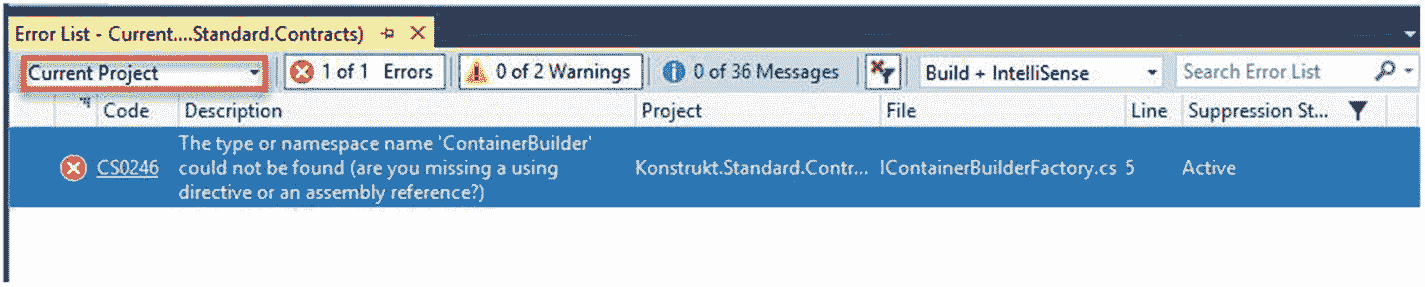 Error List - Current....Standard.Contracts)
Current Project 1 of 1 Errors 0 of 2 Warnings 0 of 36 Messages Build + IntelliSense Search Error List
Code Description Project File Line Suppression St...
The type or namespace name 'ContainerBuilder'
CS0246 could not be found (are you missing a using Konstrukt.Standard.Contr... IContainerBuilderFactory.cs 5 Active
directive or an assembly reference?)